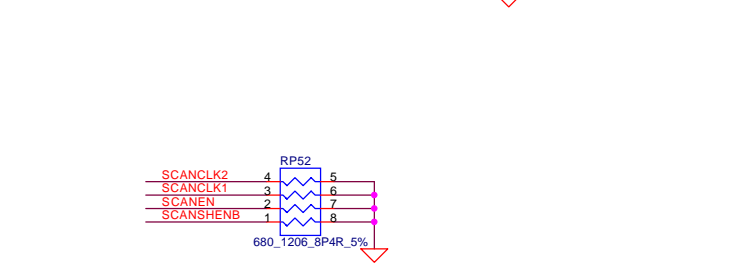 RP52
SCANCLK2 4 5
SCANCLK1 3 6
SCANEN 2 7
SCANSHENB 1 8
680_1206_8P4R_5%